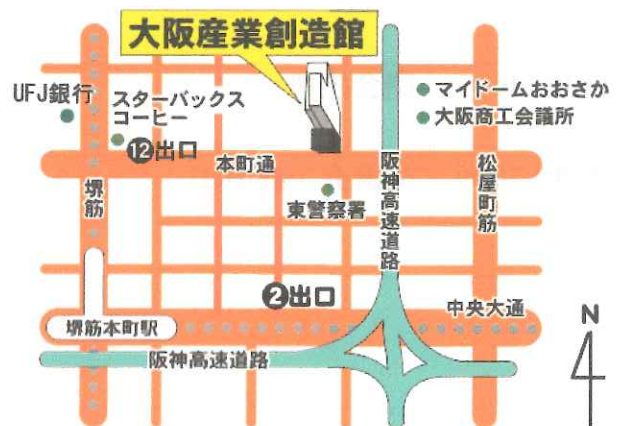 大阪産業創造館
UFJ銀行
スターバックス
コーヒー
⓬出口
マイドームおおさか
大阪商工会議所
本町通
堺筋
東警察署
阪神高速道路
松屋町筋
❷出口
中央大通
堺筋本町駅
阪神高速道路
N